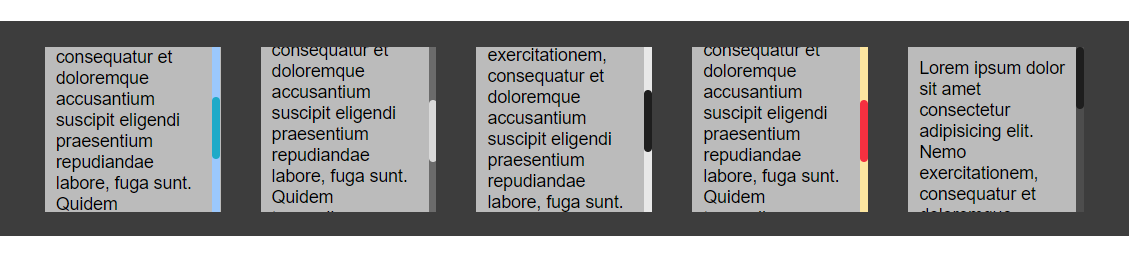 consequatur et
doloremque
accusantium
suscipit eligendi
praesentium
repudiandae
labore, fuga sunt.
Quidem
consequatur et
doloremque
accusantium
suscipit eligendi
praesentium
repudiandae
labore, fuga sunt.
Quidem
exercitationem,
consequatur et
doloremque
accusantium
suscipit eligendi
praesentium
repudiandae
labore, fuga sunt.
consequatur et
doloremque
accusantium
suscipit eligendi
praesentium
repudiandae
labore, fuga sunt.
Quidem
Lorem ipsum dolor
sit amet
consectetur
adipisicing elit.
Nemo
exercitationem,
consequatur et
doloremque